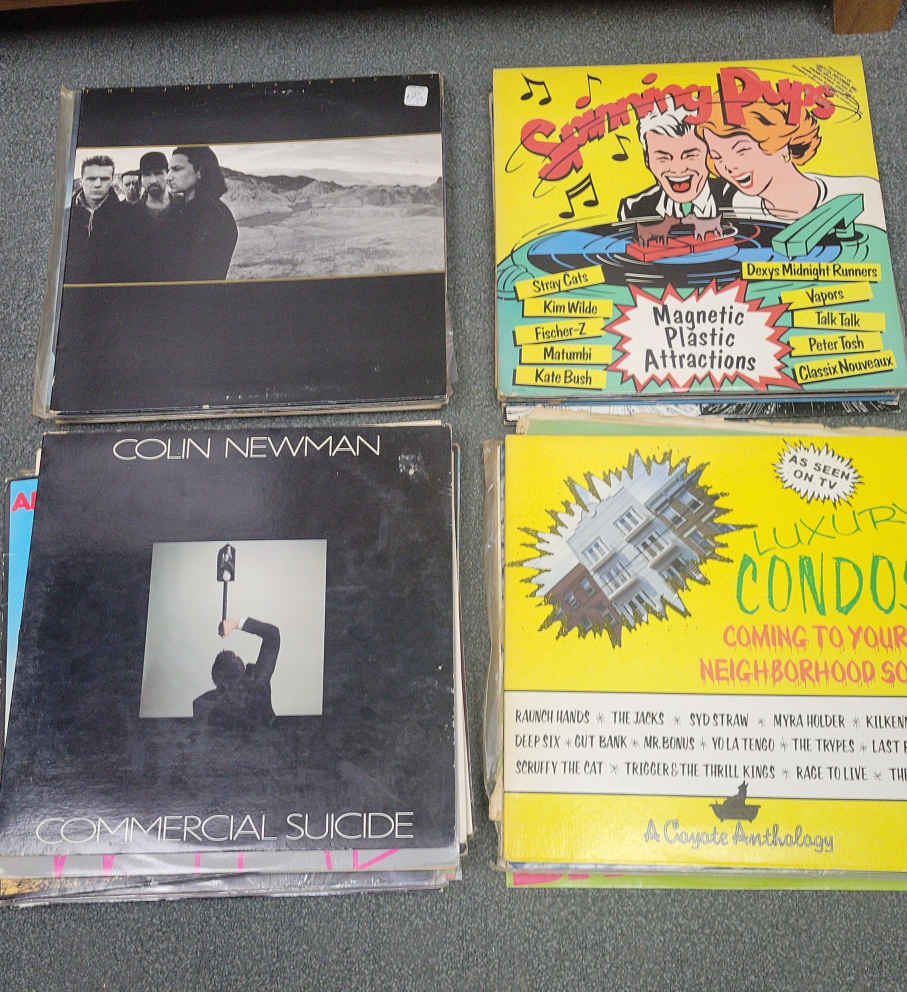 Spinning Pups
Stray Cats
Kim Wilde
Fischer-Z
Matumbi
Kate Bush
Magnetic
Plastic
Attractions
Dexys Midnight Runners
Vapors
Talk Talk
Peter Tosh
Classix Nouveaux
COLIN NEWMAN
COMMERCIAL SUICIDE
AS SEEN
ON TV
LUXURY
CONDOS
COMING TO YOUR
NEIGHBORHOOD SO
RAUNCH HANDS * THE JACKS * SYD STRAW * MYRA HOLDER * KILKEN
DEEP SIX * GUT BANK * MR. BONUS * YO LA TENGO * THE TRYPES * LAST
SCRUFFY THE CAT * TRIGGER & THE THRILL KINGS * RAGE TO LIVE * THE
A Coyote Anthology